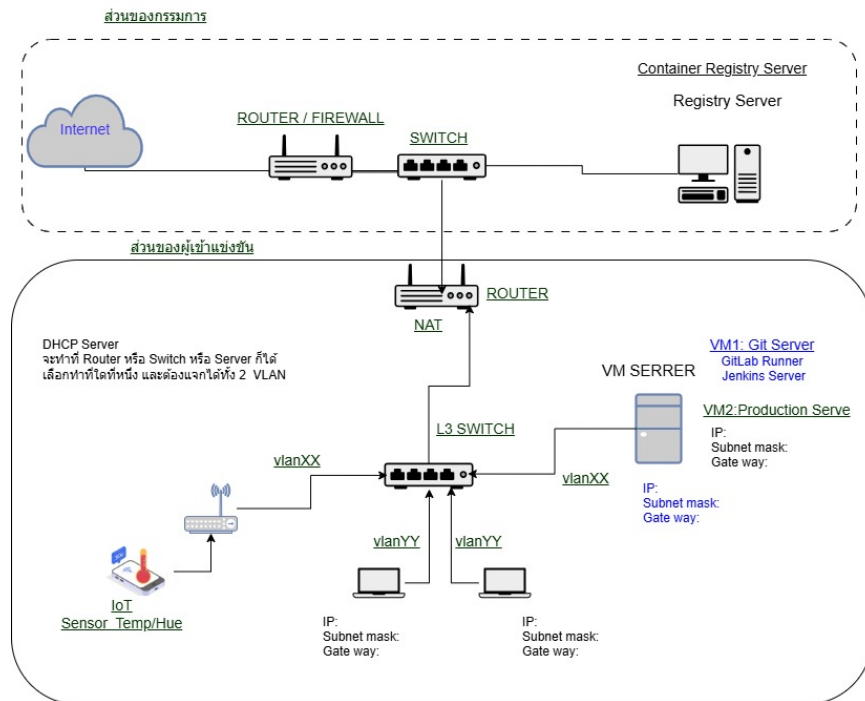 ส่วนของกรรมการ
Container Registry Server
Registry Server
Internet
ROUTER / FIREWALL
SWITCH
ส่วนของผู้เข้าแข่งขัน
ROUTER
NAT
DHCP Server
จะทำที่ Router หรือ Switch หรือ Server ก็ได้
เลือกทำที่ใดที่หนึ่ง และต้องแจกได้ทั้ง 2 VLAN
VM SERRER
VM1: Git Server
GitLab Runner
Jenkins Server
VM2:Production Serve
IP:
Subnet mask:
Gate way:
IP:
Subnet mask:
Gate way:
L3 SWITCH
vlanXX
vlanXX
vlanYY
vlanYY
IoT
Sensor Temp/Hue
IP:
Subnet mask:
Gate way:
IP:
Subnet mask:
Gate way: